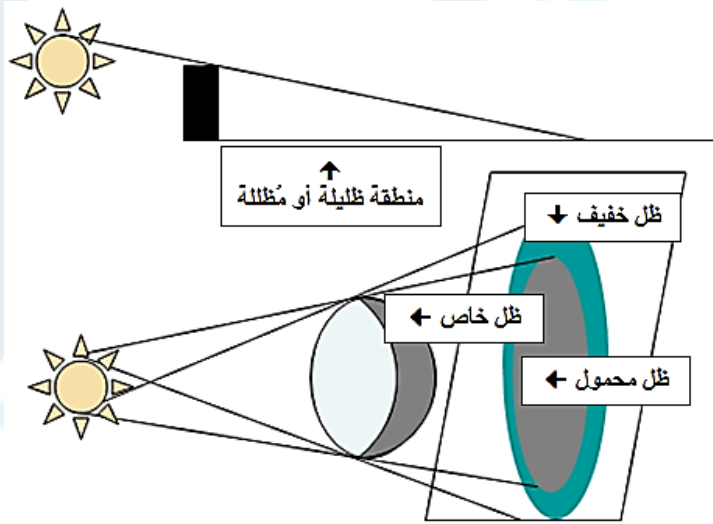 ↑
منطقة ظليلة أو مُظللة
ظل خفيف ↓
ظل خاص ←
ظل محمول ←